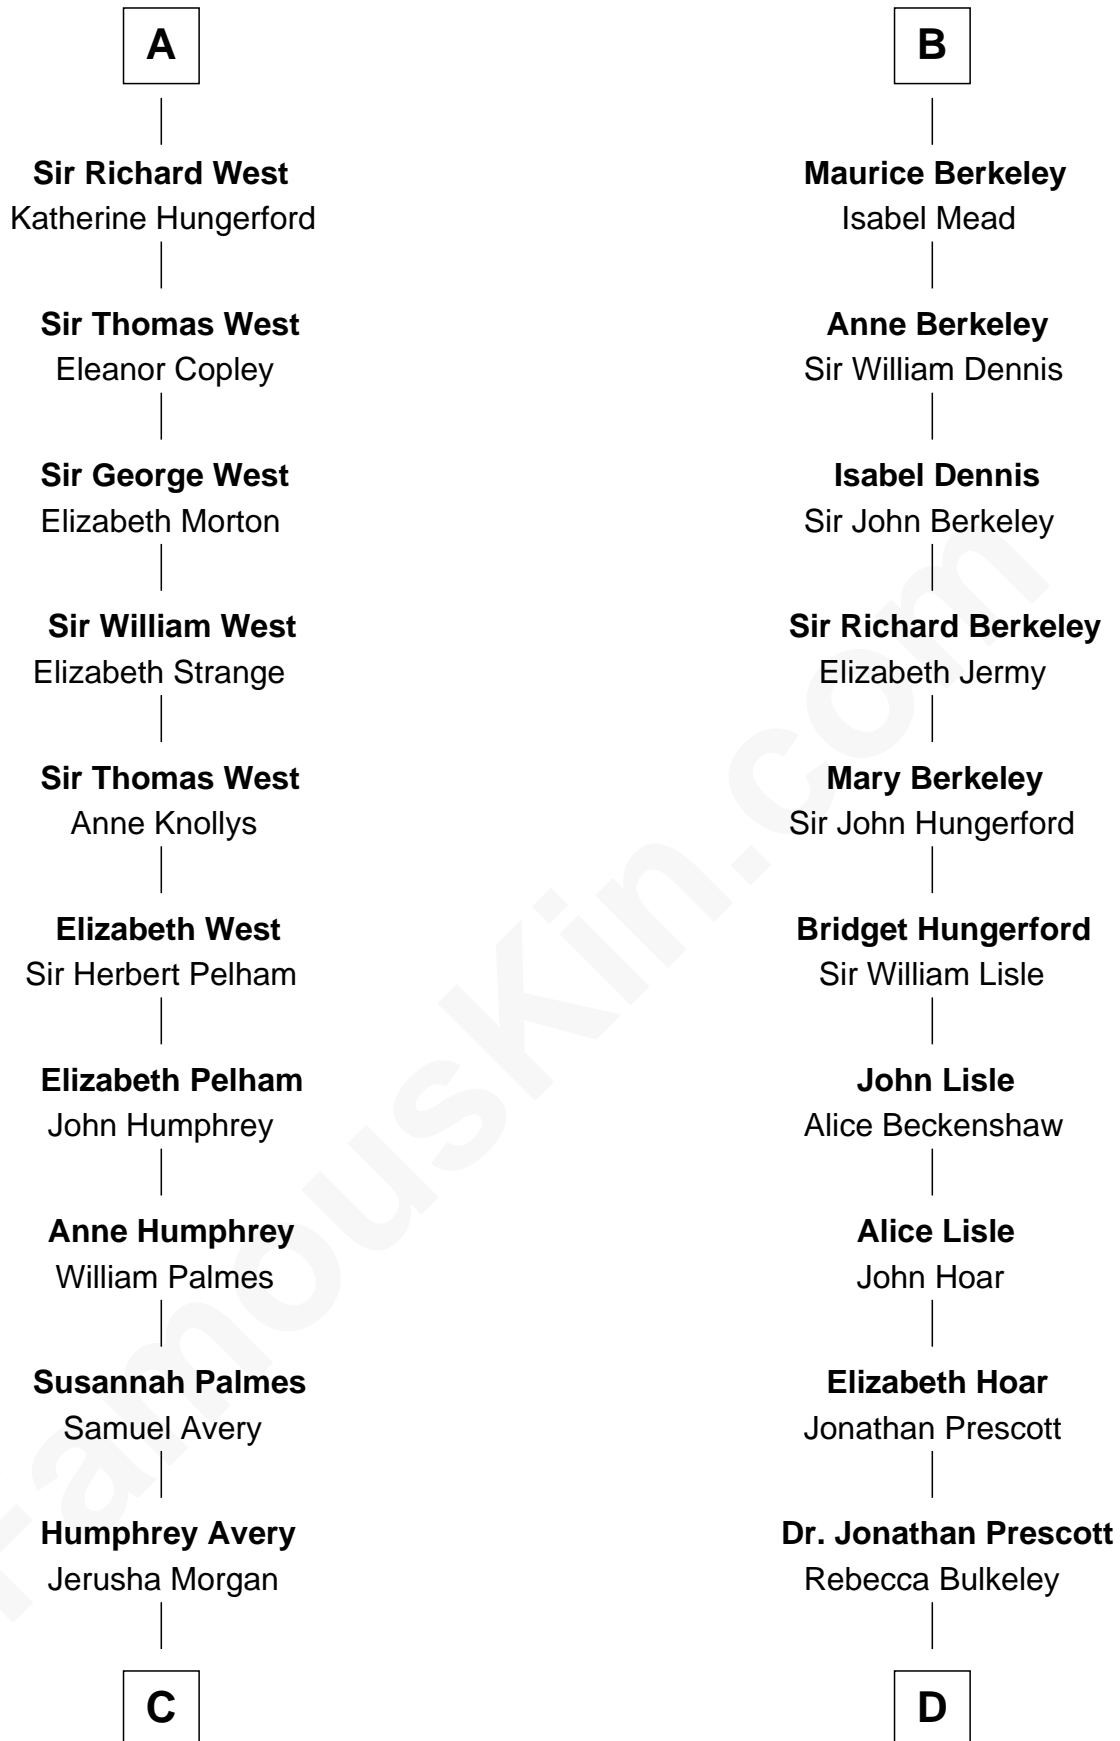 A
Sir Richard West
Katherine Hungerford
Sir Thomas West
Eleanor Copley
Sir George West
Elizabeth Morton
Sir William West
Elizabeth Strange
Sir Thomas West
Anne Knollys
Elizabeth West
Sir Herbert Pelham
Elizabeth Pelham
John Humphrey
Anne Humphrey
William Palmes
Susannah Palmes
Samuel Avery
Humphrey Avery
Jerusha Morgan
C
B
Maurice Berkeley
Isabel Mead
Anne Berkeley
Sir William Dennis
Isabel Dennis
Sir John Berkeley
Sir Richard Berkeley
Elizabeth Jermy
Mary Berkeley
Sir John Hungerford
Bridget Hungerford
Sir William Lisle
John Lisle
Alice Beckenshaw
Alice Lisle
John Hoar
Elizabeth Hoar
Jonathan Prescott
Dr. Jonathan Prescott
Rebecca Bulkeley
D
FamousKin.com